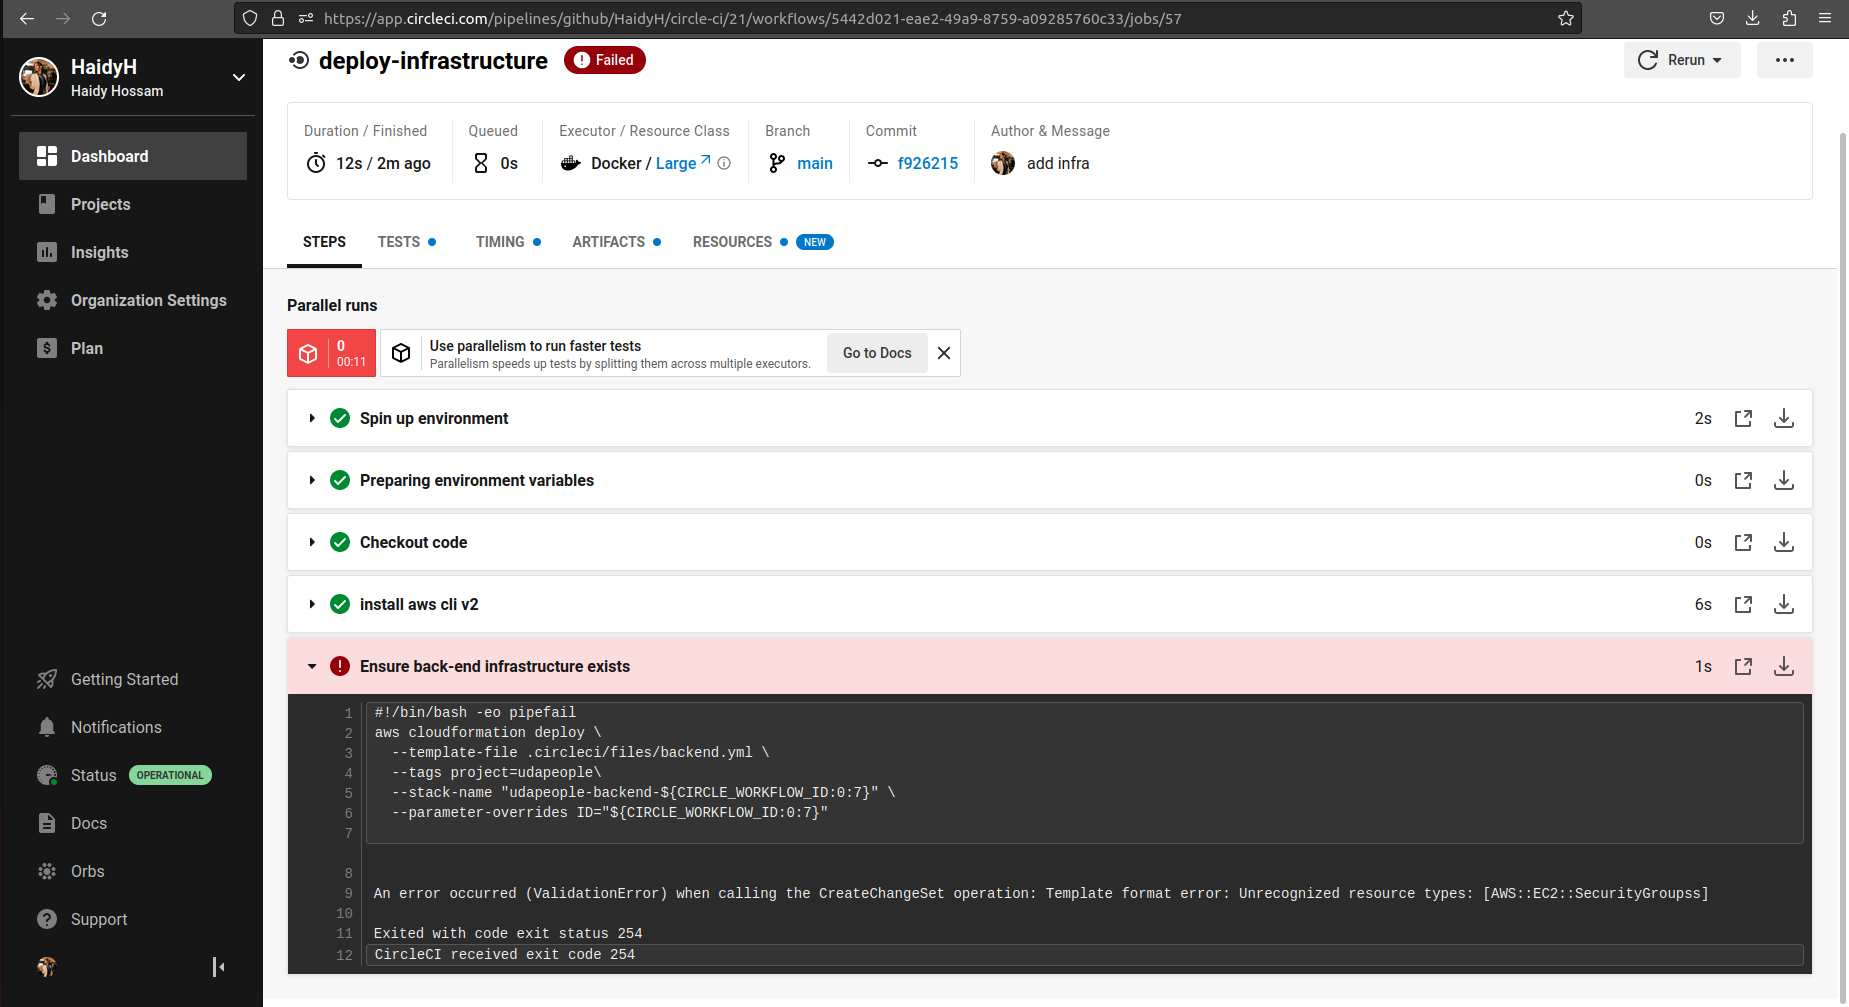 https://app.circleci.com/pipelines/github/HaidyH/circle-ci/21/workflows/5442d021-eae2-49a9-8759-a09285760c33/jobs/57
HaidyH
Haidy Hossam
Dashboard
Projects
Insights
Organization Settings
Plan
Getting Started
Notifications
Status OPERATIONAL
Docs
Orbs
Support
deploy-infrastructure Failed
Rerun
Duration / Finished
12s / 2m ago
Queued
0s
Executor / Resource Class
Docker / Large
Branch
main
Commit
f926215
Author & Message
add infra
STEPS TESTS TIMING ARTIFACTS RESOURCES NEW
Parallel runs
0
00:11
Use parallelism to run faster tests
Parallelism speeds up tests by splitting them across multiple executors.
Go to Docs
Spin up environment 2s
Preparing environment variables 0s
Checkout code 0s
install aws cli v2 6s
Ensure back-end infrastructure exists 1s
1 #!/bin/bash -eo pipefail
2 aws cloudformation deploy \
3 --template-file .circleci/files/backend.yml \
4 --tags project=udapeople\
5 --stack-name "udapeople-backend-${CIRCLE_WORKFLOW_ID:0:7}" \
6 --parameter-overrides ID="${CIRCLE_WORKFLOW_ID:0:7}"
7
8
9 An error occurred (ValidationError) when calling the CreateChangeSet operation: Template format error: Unrecognized resource types: [AWS::EC2::SecurityGroupss]
10
11 Exited with code exit status 254
12 CircleCI received exit code 254